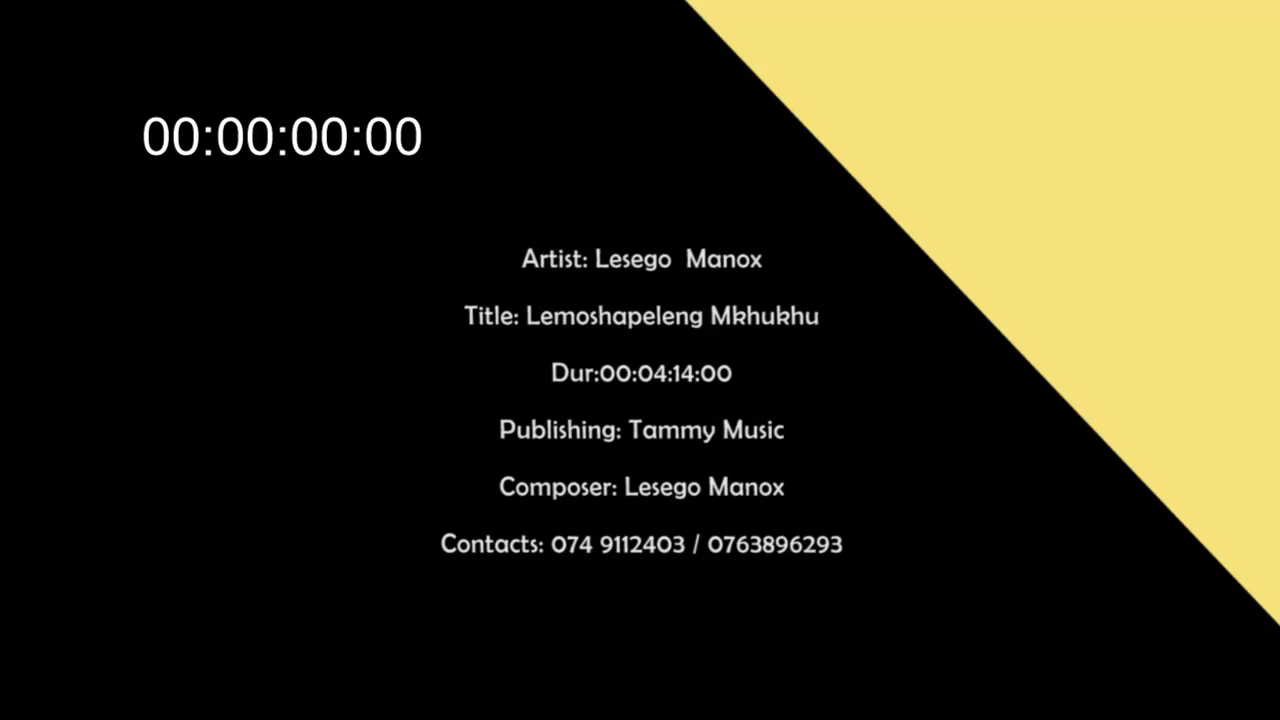 00:00:00:00
Artist: Lesego  Manox
Title: Lemoshapeleng Mkhukhu
Dur:00:04:14:00
Publishing: Tammy Music
Composer: Lesego Manox
Contacts: 074 9112403 / 0763896293